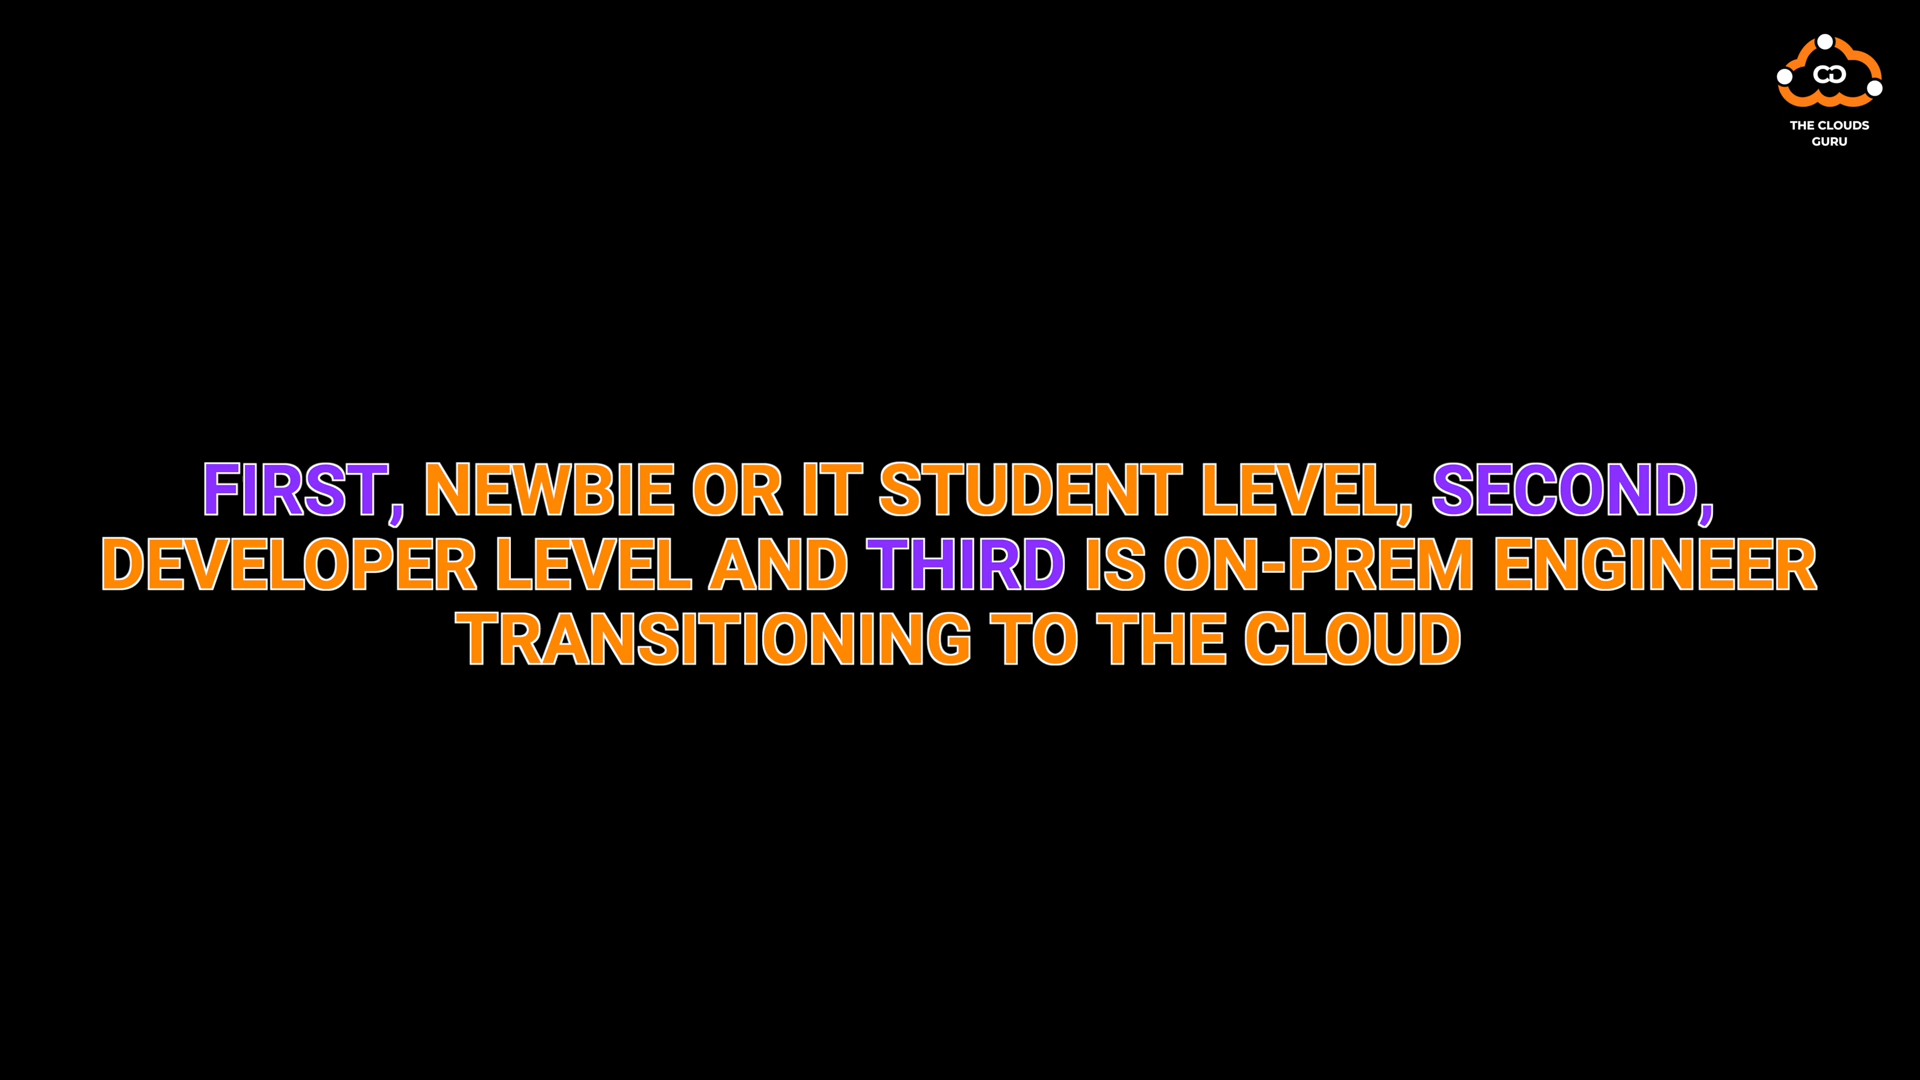 CG
THE CLOUDS
GURU
FIRST, NEWBIE OR IT STUDENT LEVEL, SECOND,
DEVELOPER LEVEL AND THIRD IS ON-PREM ENGINEER
TRANSITIONING TO THE CLOUD